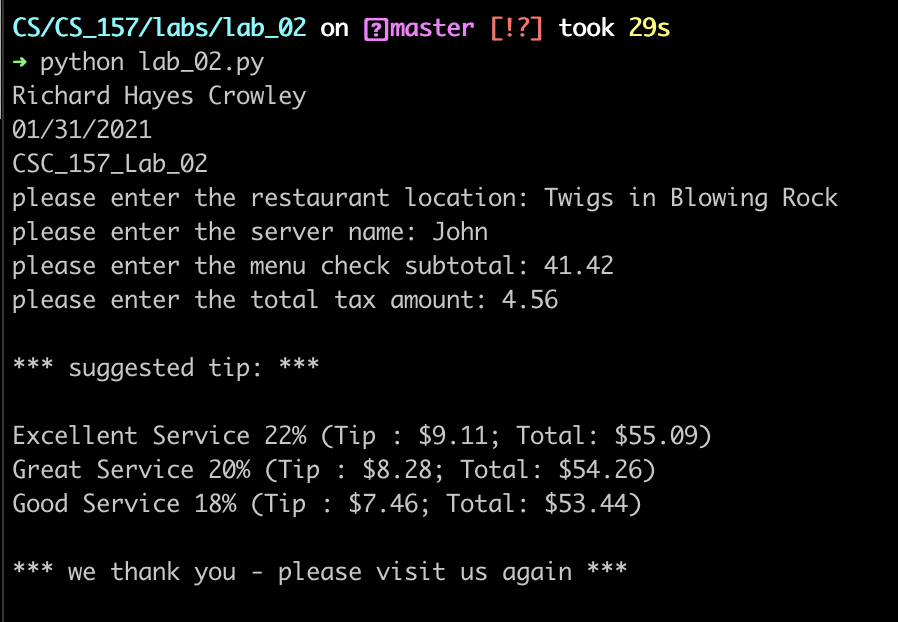 CS/CS_157/labs/lab_02 on [?]master [!?] took 29s
➜ python lab_02.py
Richard Hayes Crowley
01/31/2021
CSC_157_Lab_02
please enter the restaurant location: Twigs in Blowing Rock
please enter the server name: John
please enter the menu check subtotal: 41.42
please enter the total tax amount: 4.56
*** suggested tip: ***
Excellent Service 22% (Tip : $9.11; Total: $55.09)
Great Service 20% (Tip : $8.28; Total: $54.26)
Good Service 18% (Tip : $7.46; Total: $53.44)
*** we thank you - please visit us again ***